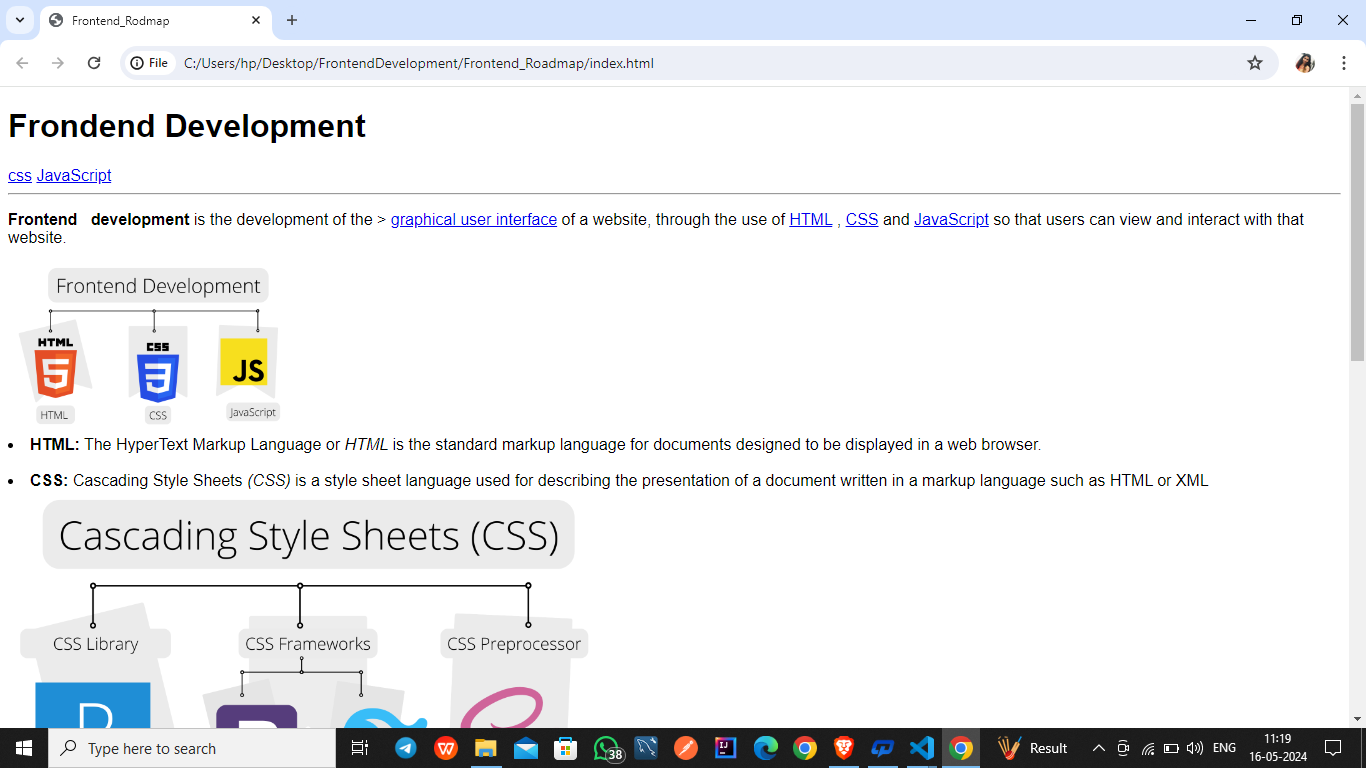 Frontend_Rodmap
File
C:/Users/hp/Desktop/FrontendDevelopment/Frontend_Roadmap/index.html
Frondend Development
css JavaScript
Frontend   development is the development of the > graphical user interface of a website, through the use of HTML , CSS and JavaScript so that users can view and interact with that
website.
Frontend Development
HTML CSS JS
5 3
HTML CSS JavaScript
• HTML: The HyperText Markup Language or HTML is the standard markup language for documents designed to be displayed in a web browser.
• CSS: Cascading Style Sheets (CSS) is a style sheet language used for describing the presentation of a document written in a markup language such as HTML or XML
Cascading Style Sheets (CSS)
CSS Library CSS Frameworks CSS Preprocessor
Type here to search
38
Result
ENG
11:19
16-05-2024